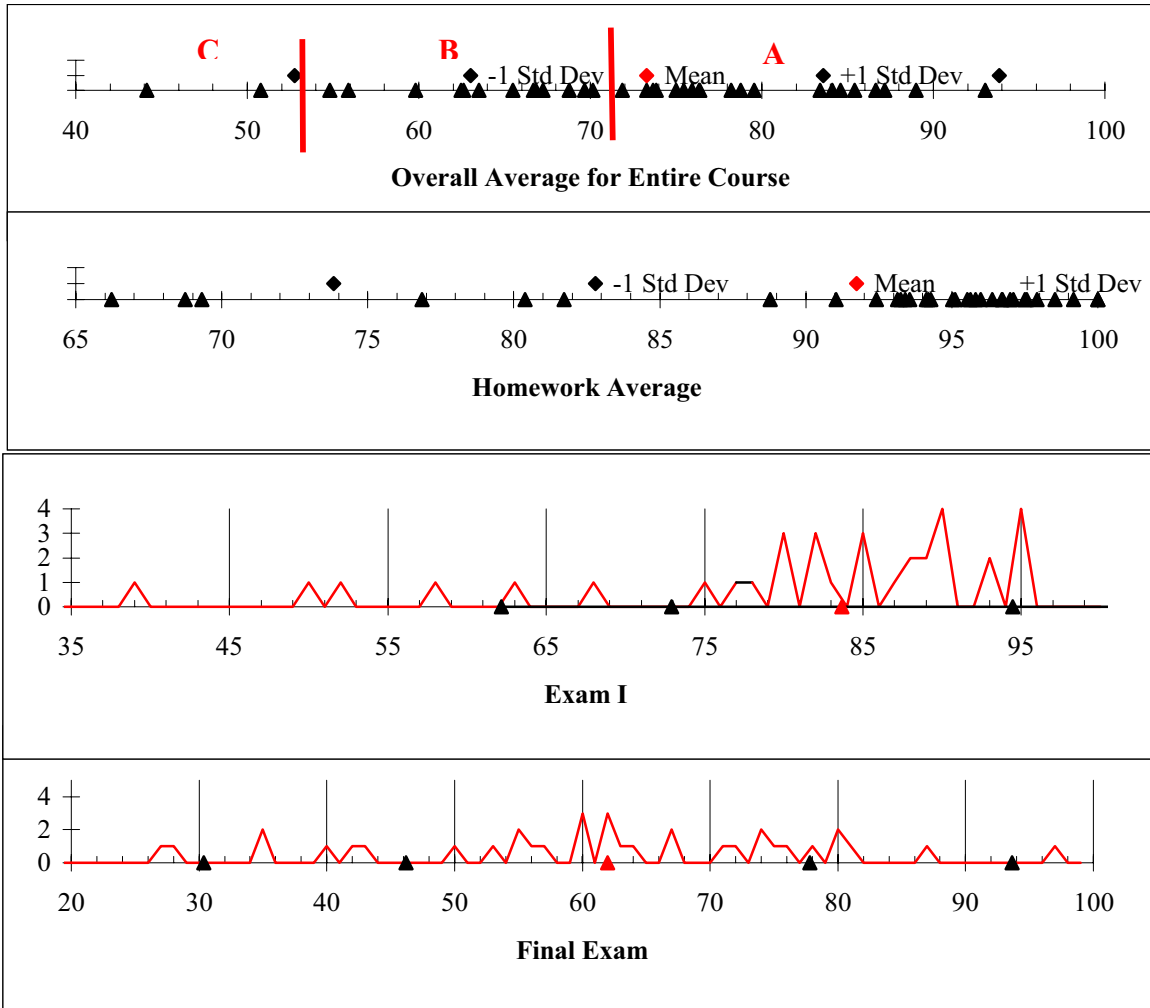 C B A
-1 Std Dev Mean +1 Std Dev
40 50 60 70 80 90 100
Overall Average for Entire Course
-1 Std Dev Mean +1 Std Dev
65 70 75 80 85 90 95 100
Homework Average
4
3
2
1
0
35 45 55 65 75 85 95
Exam I
4
2
0
20 30 40 50 60 70 80 90 100
Final Exam